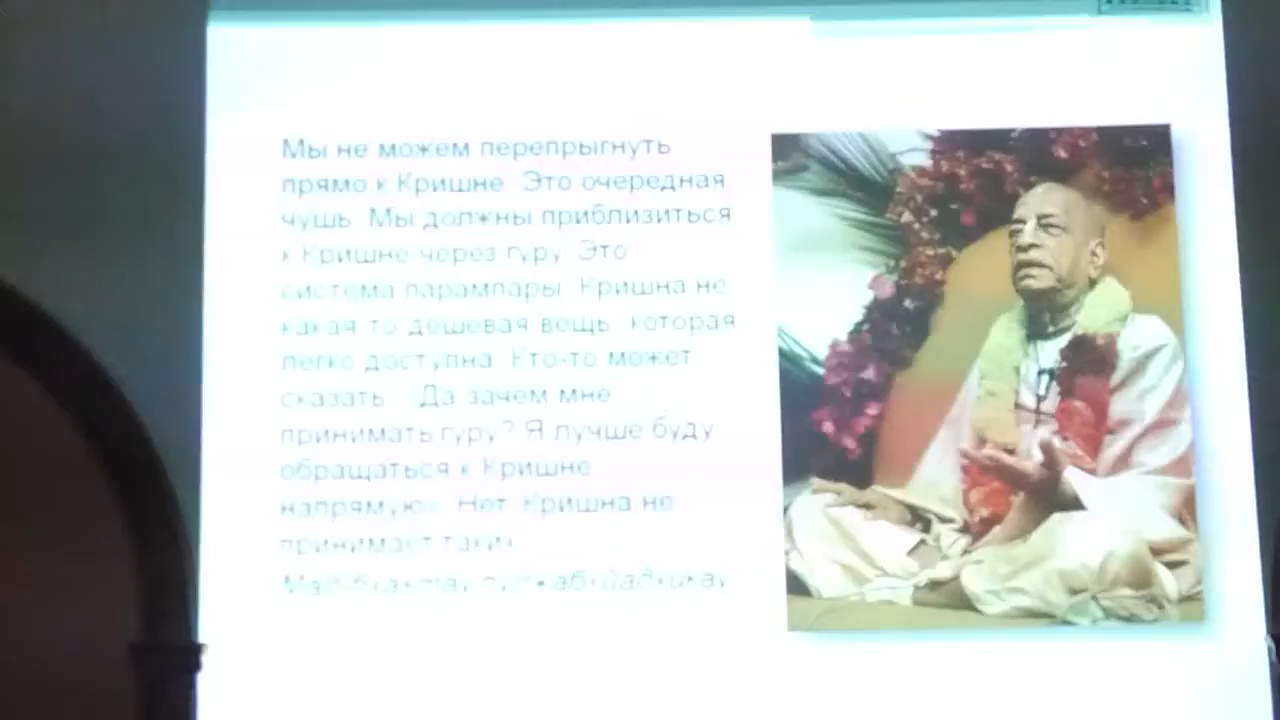 Мы не можем перепрыгнуть
прямо к Кришне. Это очередная
чушь. Мы должны приблизиться
к Кришне через гуру. Это
система парампары. Кришна не
какая то дешевая вещь, которая
легко доступна. Кто-то может
сказать: «Да зачем мне
принимать гуру? Я лучше буду
обращаться к Кришне
напрямую». Нет. Кришна не
принимает таких.